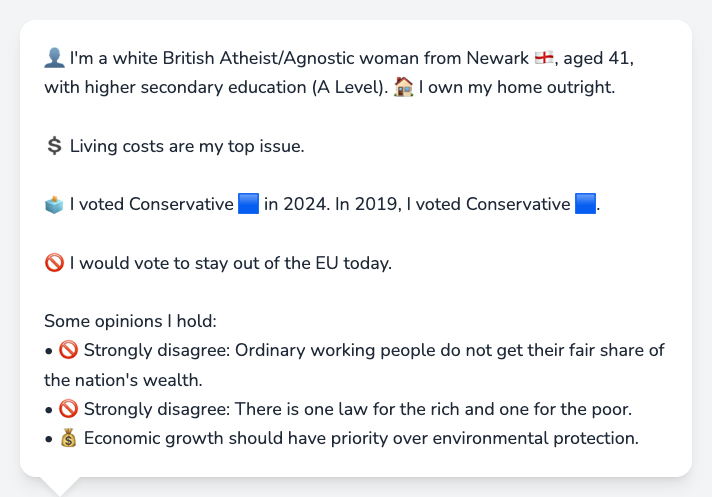 👤 I'm a white British Atheist/Agnostic woman from Newark 🏴󠁧󠁢󠁥󠁮󠁧󠁿, aged 41,
with higher secondary education (A Level). 🏠 I own my home outright.
💲 Living costs are my top issue.
🗳️ I voted Conservative 🟦 in 2024. In 2019, I voted Conservative 🟦.
🚫 I would vote to stay out of the EU today.
Some opinions I hold:
• 🚫 Strongly disagree: Ordinary working people do not get their fair share of
the nation's wealth.
• 🚫 Strongly disagree: There is one law for the rich and one for the poor.
• 💰 Economic growth should have priority over environmental protection.